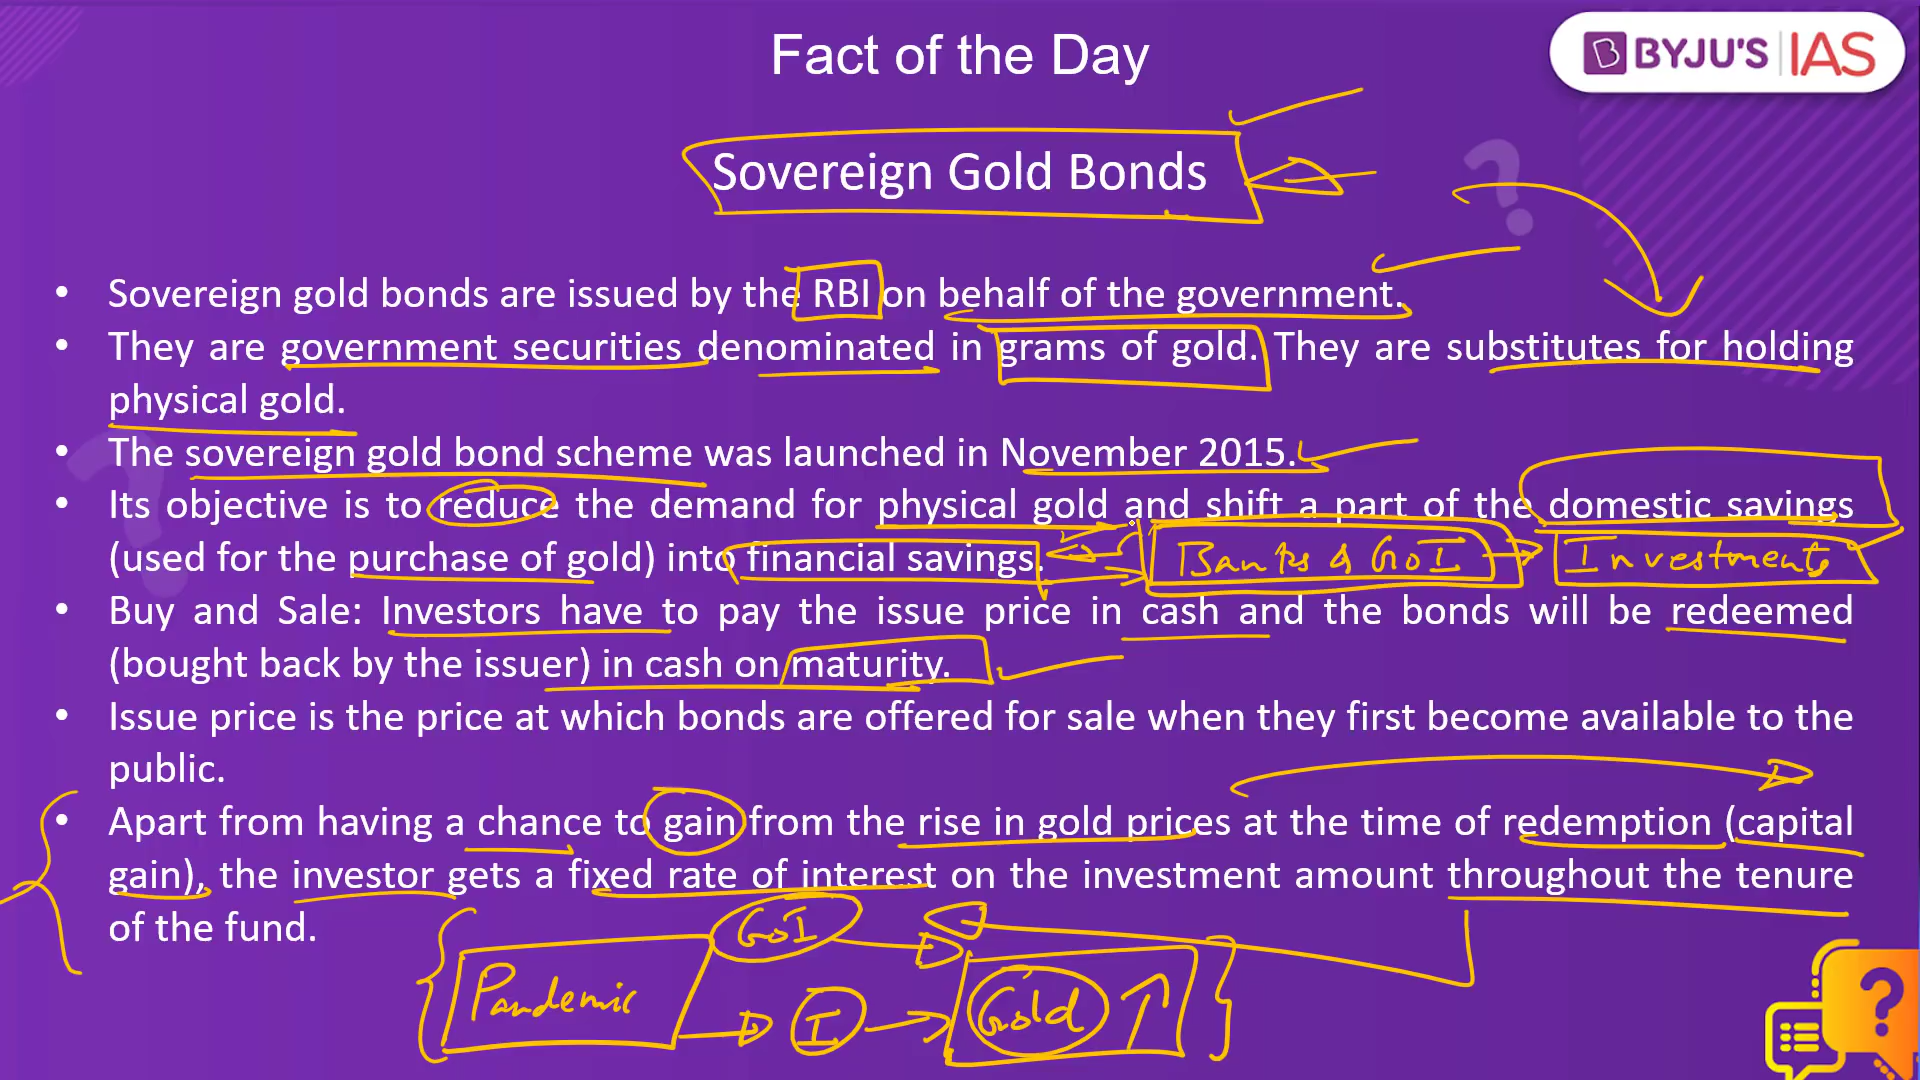 Fact of the Day
BYJU'S IAS
Sovereign Gold Bonds
• Sovereign gold bonds are issued by the RBI on behalf of the government.
• They are government securities denominated in grams of gold. They are substitutes for holding
physical gold.
• The sovereign gold bond scheme was launched in November 2015.
• Its objective is to reduce the demand for physical gold and shift a part of the domestic savings
(used for the purchase of gold) into financial savings. Banks & GoI Investments
• Buy and Sale: Investors have to pay the issue price in cash and the bonds will be redeemed
(bought back by the issuer) in cash on maturity.
• Issue price is the price at which bonds are offered for sale when they first become available to the
public.
• Apart from having a chance to gain from the rise in gold prices at the time of redemption (capital
gain), the investor gets a fixed rate of interest on the investment amount throughout the tenure
of the fund.
GoI
Pandemic I Gold